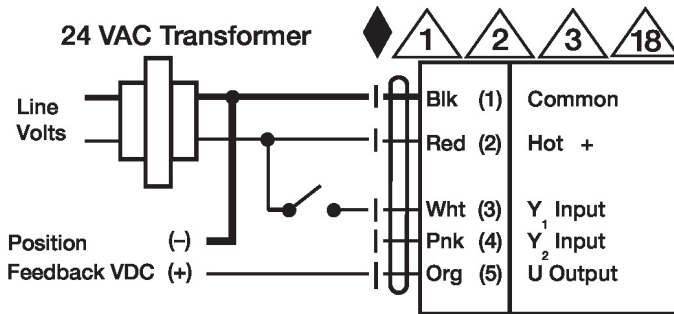 24 VAC Transformer
1 2 3 18
Line
Volts
Blk (1) Common
Red (2) Hot +
Wht (3) Y1 Input
Pnk (4) Y2 Input
Org (5) U Output
Position (–)
Feedback VDC (+)